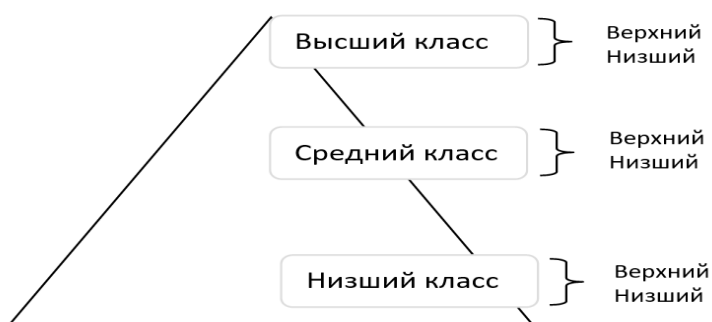 Высший класс
Верхний
Низший
Средний класс
Верхний
Низший
Низший класс
Верхний
Низший